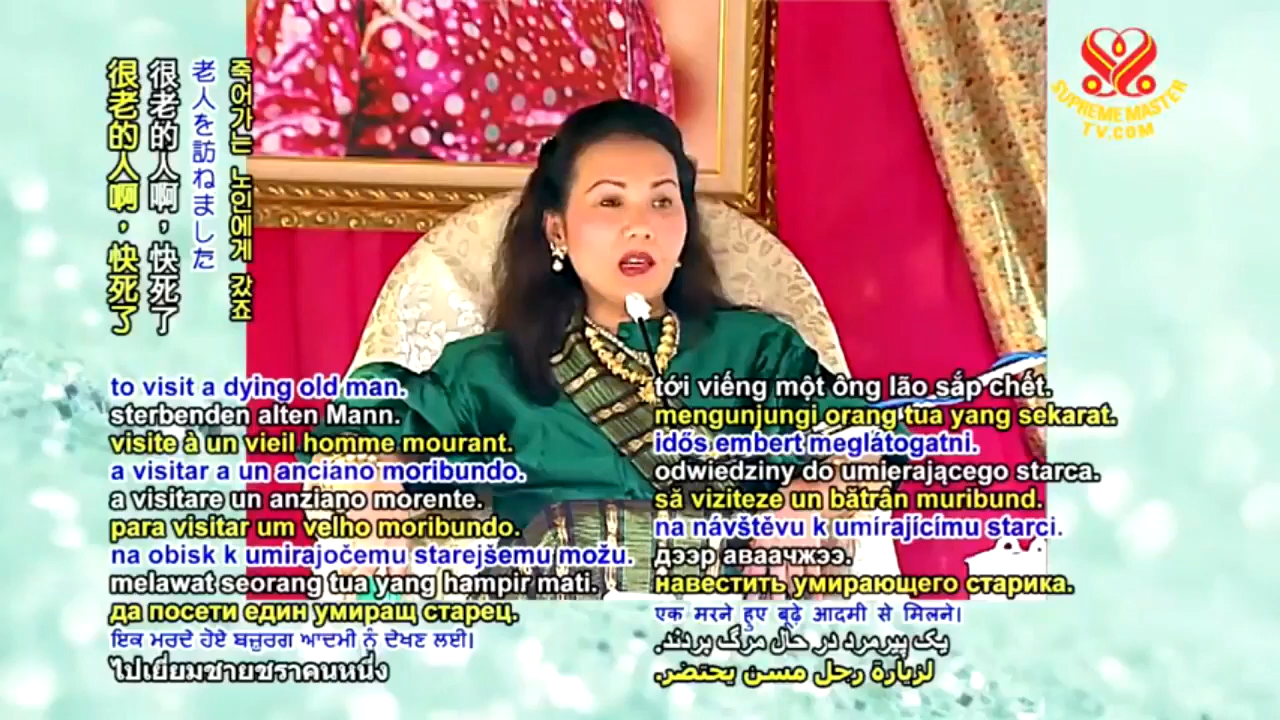 죽어가는 노인에게 갔죠
老人を訪ねました
很老的人啊，快死了
很老的人啊，快死了
SUPREME MASTER
TV.COM
to visit a dying old man.
sterbenden alten Mann.
visite à un vieil homme mourant.
a visitar a un anciano moribundo.
a visitare un anziano morente.
para visitar um velho moribundo.
na obisk k umirajočemu starejšemu možu.
melawat seorang tua yang hampir mati.
да посети един умиращ старец.
ਇਕ ਮਰਦੇ ਹੋਏ ਬਜ਼ੁਰਗ ਆਦਮੀ ਨੂੰ ਦੇਖਣ ਲਈ।
ไปเยี่ยมชายชราคนหนึ่ง
tới viếng một ông lão sắp chết.
mengunjungi orang tua yang sekarat.
idős embert meglátogatni.
odwiedziny do umierającego starca.
să viziteze un bătrân muribund.
na návštěvu k umírajícímu starci.
дээр аваачжээ.
навестить умирающего старика.
एक मरने हुए बूढ़े आदमी से मिलने।
یک پیرمرد در حال مرگ بردند.
لزيارة رجل مسن يحتضر.